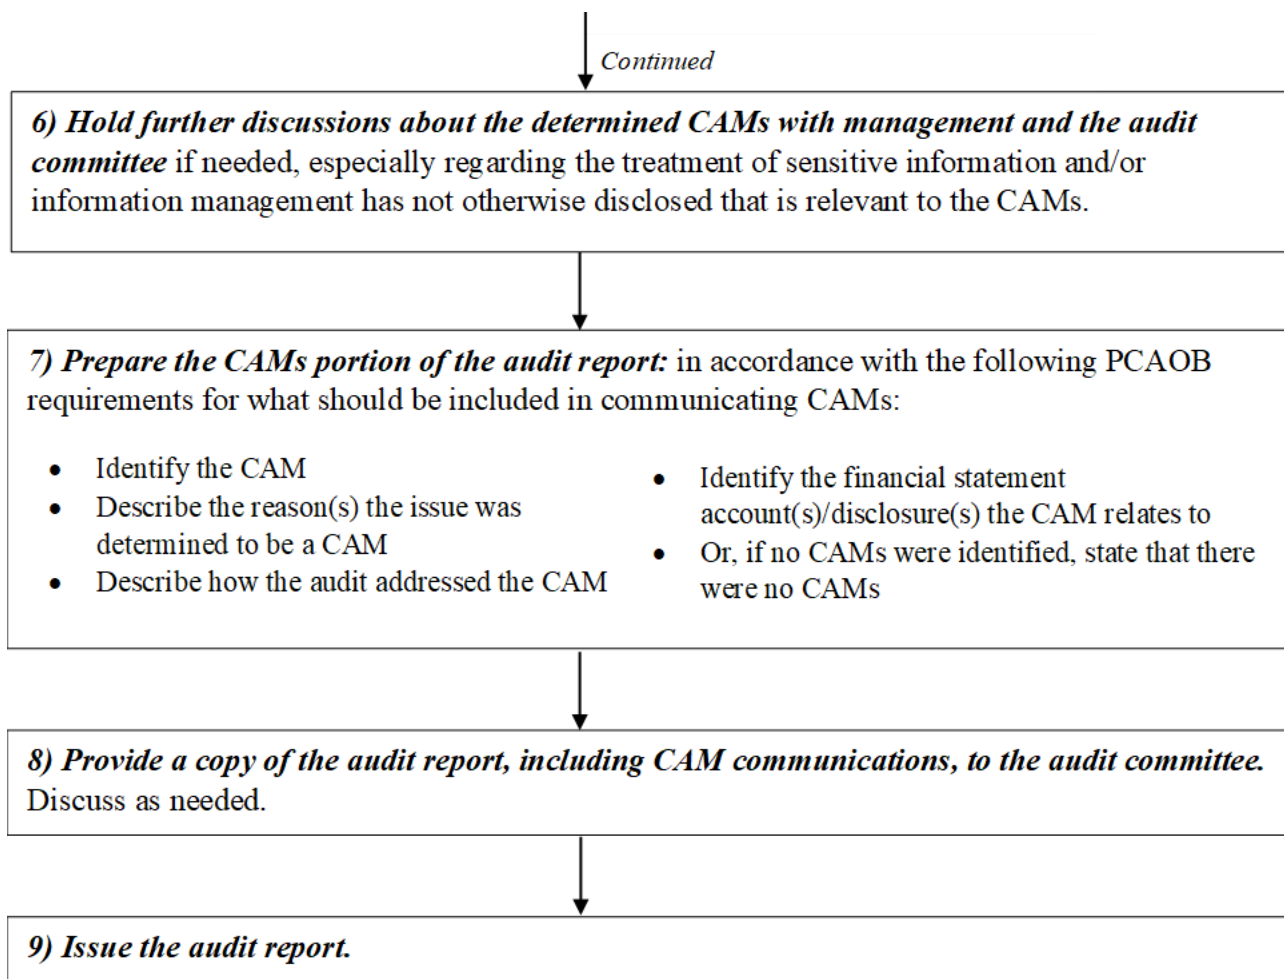 Continued
6) Hold further discussions about the determined CAMs with management and the audit
committee if needed, especially regarding the treatment of sensitive information and/or
information management has not otherwise disclosed that is relevant to the CAMs.
7) Prepare the CAMs portion of the audit report: in accordance with the following PCAOB
requirements for what should be included in communicating CAMs:
• Identify the CAM
• Describe the reason(s) the issue was
determined to be a CAM
• Describe how the audit addressed the CAM
• Identify the financial statement
account(s)/disclosure(s) the CAM relates to
• Or, if no CAMs were identified, state that there
were no CAMs
8) Provide a copy of the audit report, including CAM communications, to the audit committee.
Discuss as needed.
9) Issue the audit report.